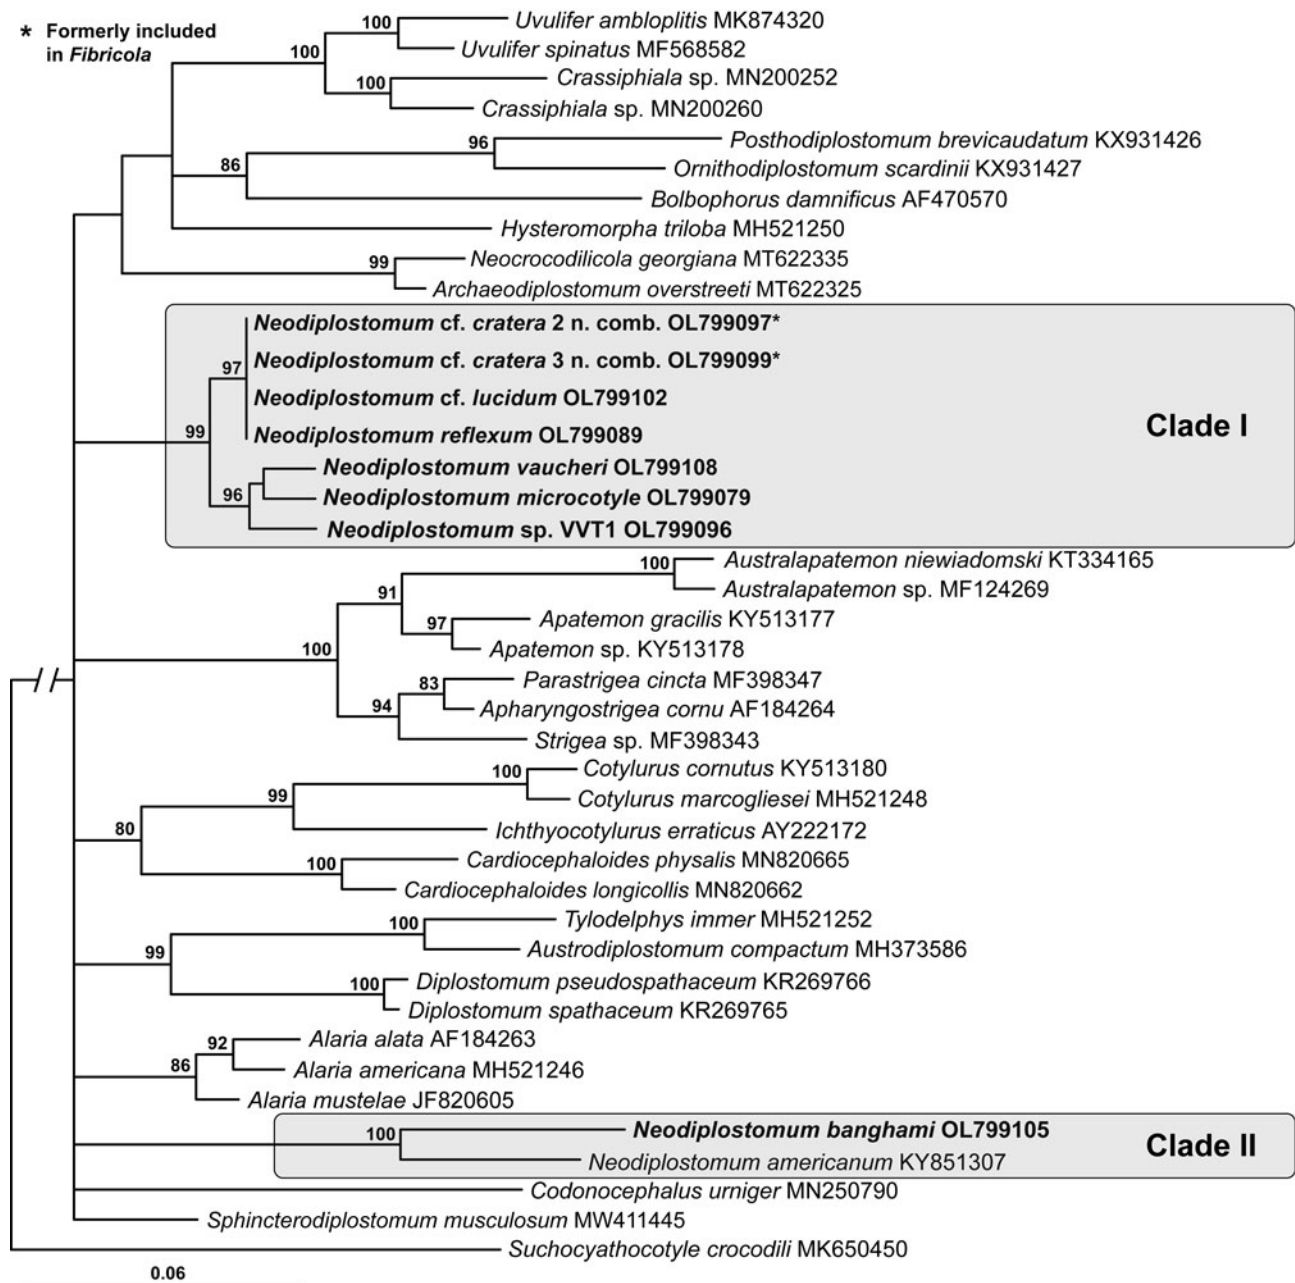 * Formerly included
in Fibricola
100
Uvulifer ambloplitis MK874320
100
Uvulifer spinatus MF568582
100
Crassiphiala sp. MN200252
Crassiphiala sp. MN200260
96
Posthodiplostomum brevicaudatum KX931426
86
Ornithodiplostomum scardinii KX931427
Bolbophorus damnificus AF470570
Hysteromorpha triloba MH521250
99
Neocrocodilicola georgiana MT622335
Archaeodiplostomum overstreeti MT622325
Neodiplostomum cf. cratera 2 n. comb. OL799097*
97
Neodiplostomum cf. cratera 3 n. comb. OL799099*
Neodiplostomum cf. lucidum OL799102
99
Neodiplostomum reflexum OL799089
Clade I
Neodiplostomum vaucheri OL799108
96
Neodiplostomum microcotyle OL799079
Neodiplostomum sp. VVT1 OL799096
100
Australapatemon niewiadomski KT334165
Australapatemon sp. MF124269
91
Apatemon gracilis KY513177
97
Apatemon sp. KY513178
100
83
Parastrigea cincta MF398347
94
Apharyngostrigea cornu AF184264
Strigea sp. MF398343
100
Cotylurus cornutus KY513180
99
Cotylurus marcogliesei MH521248
80
Ichthyocotylurus erraticus AY222172
100
Cardiocephaloides physalis MN820665
Cardiocephaloides longicollis MN820662
100
Tylodelphys immer MH521252
99
Austrodiplostomum compactum MH373586
100
Diplostomum pseudospathaceum KR269766
Diplostomum spathaceum KR269765
92
Alaria alata AF184263
86
Alaria americana MH521246
Alaria mustelae JF820605
100
Neodiplostomum banghami OL799105
Neodiplostomum americanum KY851307
Clade II
Codonocephalus urniger MN250790
Sphincterodiplostomum musculosum MW411445
Suchocyathocotyle crocodili MK650450
0.06